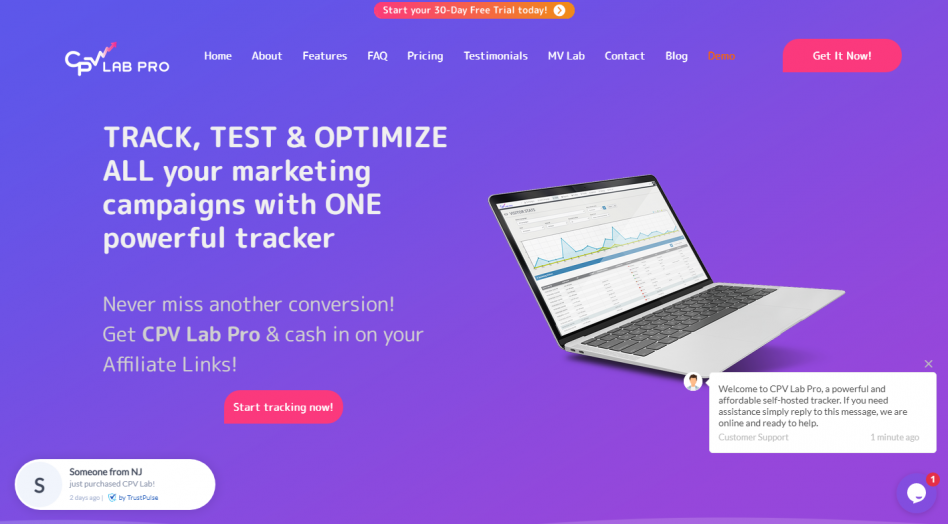 Start your 30-Day Free Trial today!
CPV LAB PRO
Home About Features FAQ Pricing Testimonials MV Lab Contact Blog Demo
Get It Now!
TRACK, TEST & OPTIMIZE
ALL your marketing
campaigns with ONE
powerful tracker
Never miss another conversion!
Get CPV Lab Pro & cash in on your
Affiliate Links!
Start tracking now!
Welcome to CPV Lab Pro, a powerful and
affordable self-hosted tracker. If you need
assistance simply reply to this message, we are
online and ready to help.
Customer Support 1 minute ago
S
Someone from NJ
just purchased CPV Lab!
2 days ago | by TrustPulse
1